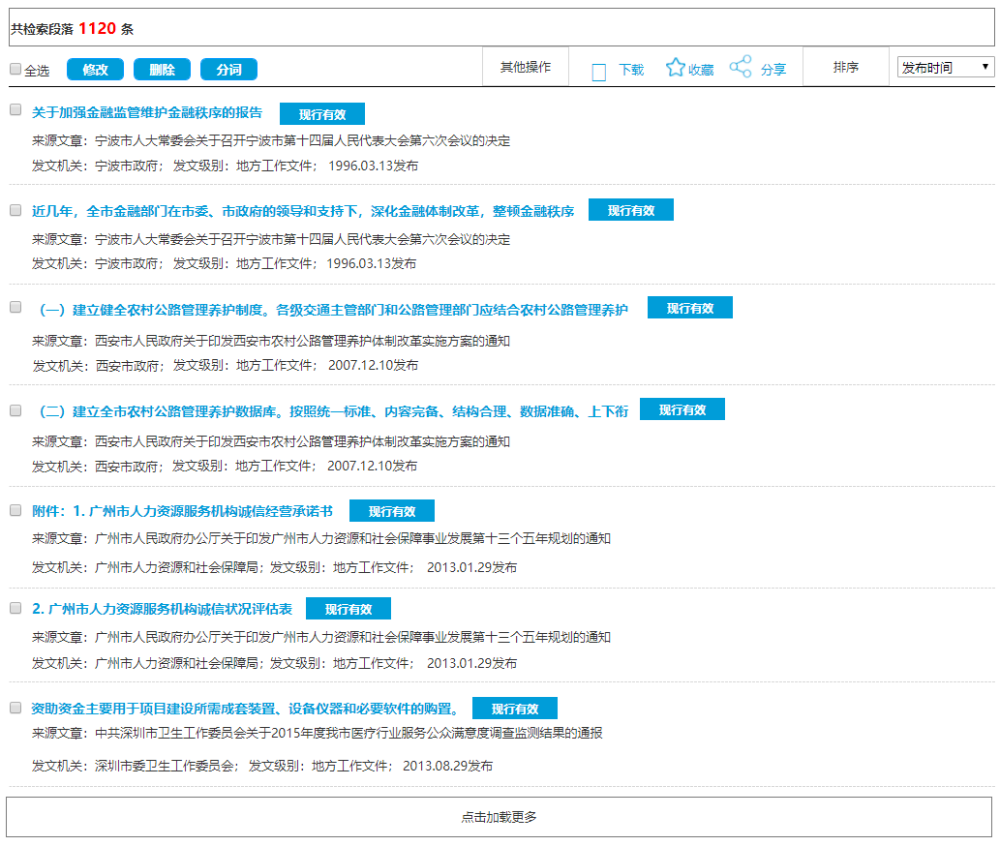 共检索段落 1120 条
全选 修改 删除 分词 其他操作 下载 收藏 分享 排序 发布时间
关于加强金融监管维护金融秩序的报告 现行有效
来源文章：宁波市人大常委会关于召开宁波市第十四届人民代表大会第六次会议的决定
发文机关：宁波市政府； 发文级别：地方工作文件； 1996.03.13发布
近几年，全市金融部门在市委、市政府的领导和支持下，深化金融体制改革，整顿金融秩序 现行有效
来源文章：宁波市人大常委会关于召开宁波市第十四届人民代表大会第六次会议的决定
发文机关：宁波市政府； 发文级别：地方工作文件； 1996.03.13发布
（一）建立健全农村公路管理养护制度。各级交通主管部门和公路管理部门应结合农村公路管理养护 现行有效
来源文章：西安市人民政府关于印发西安市农村公路管理养护体制改革实施方案的通知
发文机关：西安市政府； 发文级别：地方工作文件； 2007.12.10发布
（二）建立全市农村公路管理养护数据库。按照统一标准、内容完备、结构合理、数据准确、上下衔 现行有效
来源文章：西安市人民政府关于印发西安市农村公路管理养护体制改革实施方案的通知
发文机关：西安市政府； 发文级别：地方工作文件； 2007.12.10发布
附件：1. 广州市人力资源服务机构诚信经营承诺书 现行有效
来源文章：广州市人民政府办公厅关于印发广州市人力资源和社会保障事业发展第十三个五年规划的通知
发文机关：广州市人力资源和社会保障局；发文级别：地方工作文件； 2013.01.29发布
2. 广州市人力资源服务机构诚信状况评估表 现行有效
来源文章：广州市人民政府办公厅关于印发广州市人力资源和社会保障事业发展第十三个五年规划的通知
发文机关：广州市人力资源和社会保障局；发文级别：地方工作文件； 2013.01.29发布
资助资金主要用于项目建设所需成套装置、设备仪器和必要软件的购置。 现行有效
来源文章：中共深圳市卫生工作委员会关于2015年度我市医疗行业服务公众满意度调查监测结果的通报
发文机关：深圳市委卫生工作委员会； 发文级别：地方工作文件； 2013.08.29发布
点击加载更多